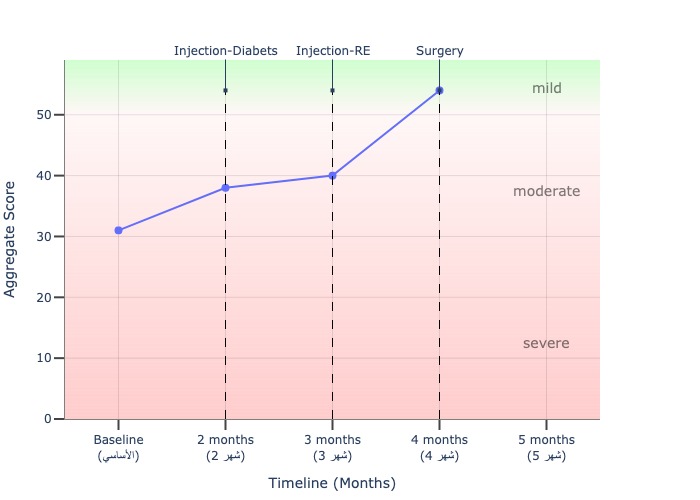 Injection-Diabets Injection-RE Surgery
mild
50
40
moderate
30
20
severe
10
0
Aggregate Score
Baseline 2 months 3 months 4 months 5 months
(الأساسي) (2 شهر) (3 شهر) (4 شهر) (5 شهر)
Timeline (Months)